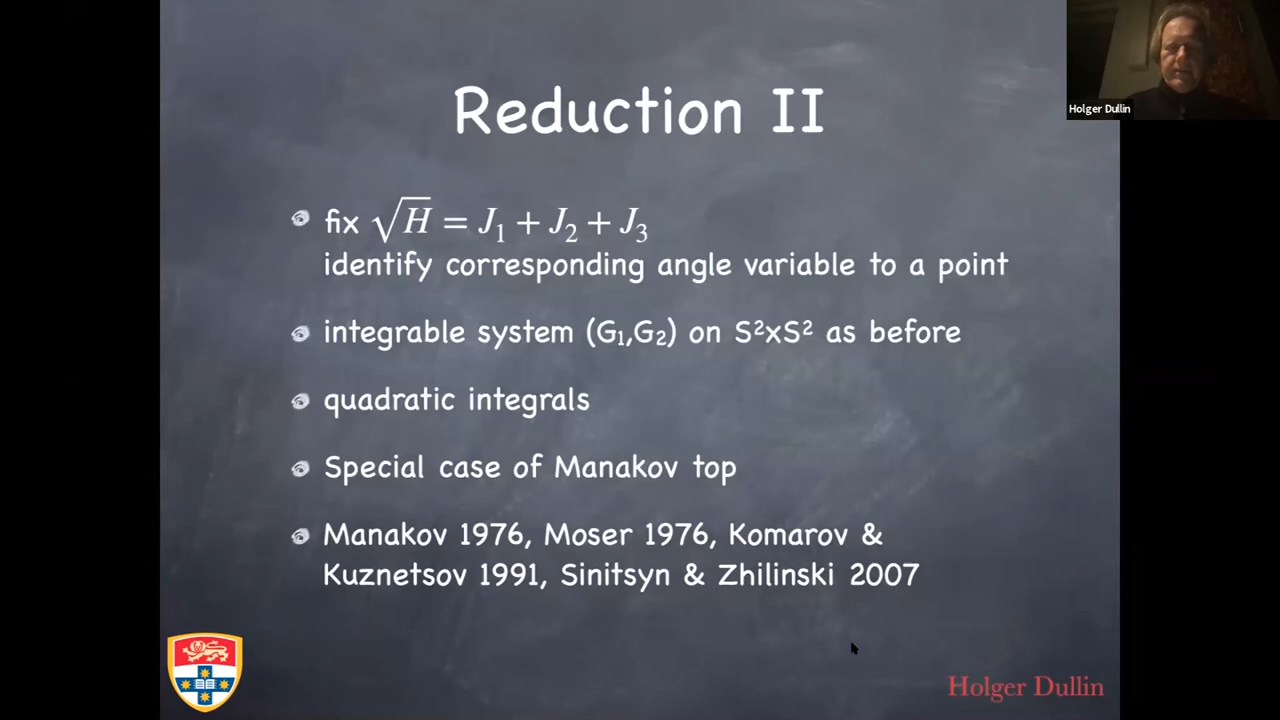 Holger Dullin
Reduction II
fix √H = J₁ + J₂ + J₃
identify corresponding angle variable to a point
integrable system (G₁,G₂) on S²xS² as before
quadratic integrals
Special case of Manakov top
Manakov 1976, Moser 1976, Komarov &
Kuznetsov 1991, Sinitsyn & Zhilinski 2007
Holger Dullin